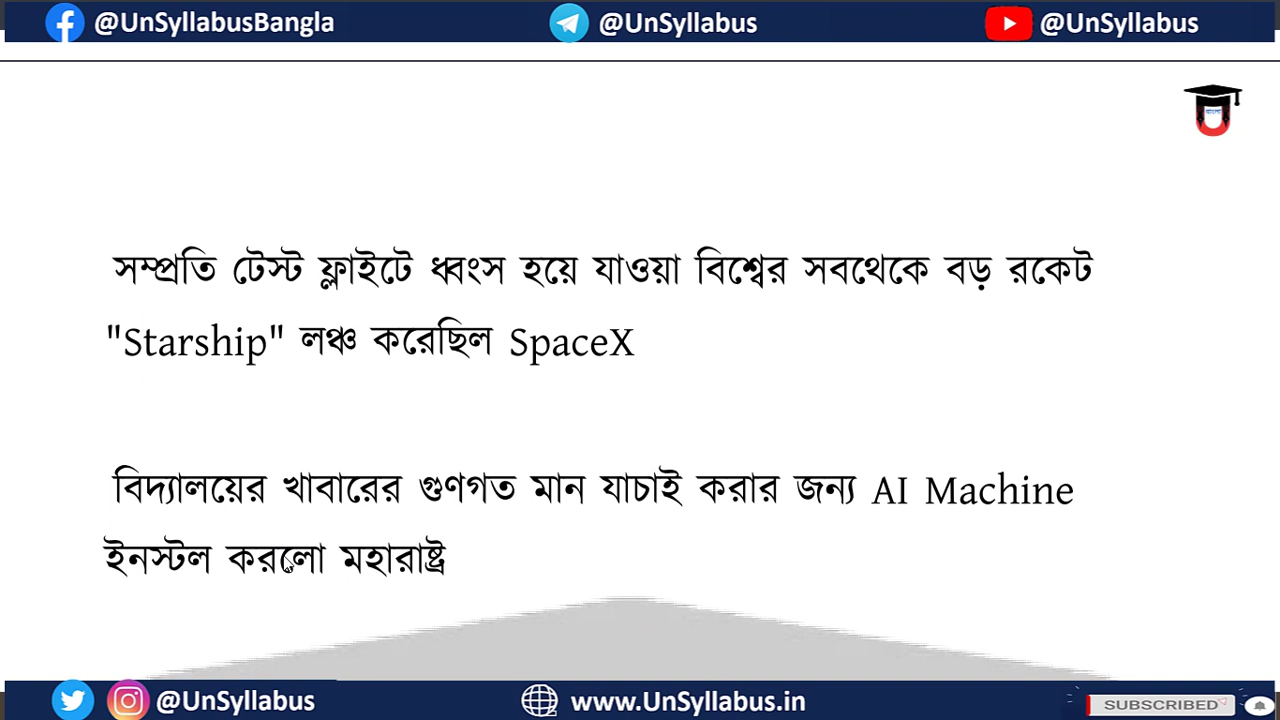 @UnSyllabusBangla @UnSyllabus @UnSyllabus
সম্প্রতি টেস্ট ফ্লাইটে ধ্বংস হয়ে যাওয়া বিশ্বের সবথেকে বড় রকেট
"Starship" লঞ্চ করেছিল SpaceX
বিদ্যালয়ের খাবারের গুণগত মান যাচাই করার জন্য AI Machine
ইনস্টল করলো মহারাষ্ট্র
@UnSyllabus www.UnSyllabus.in SUBSCRIBED